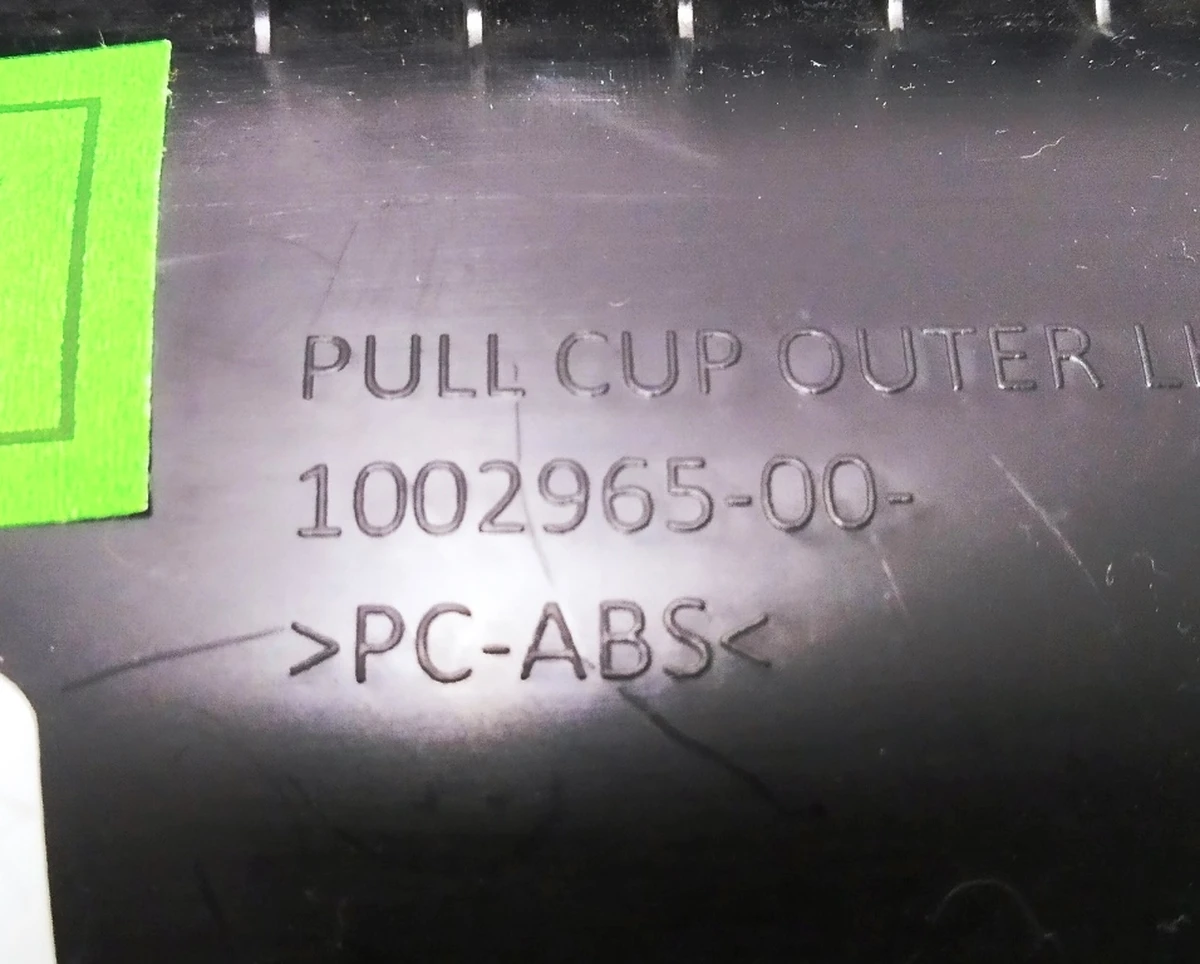 PULL CUP OUTER
1002965-00-
>PC-ABS<